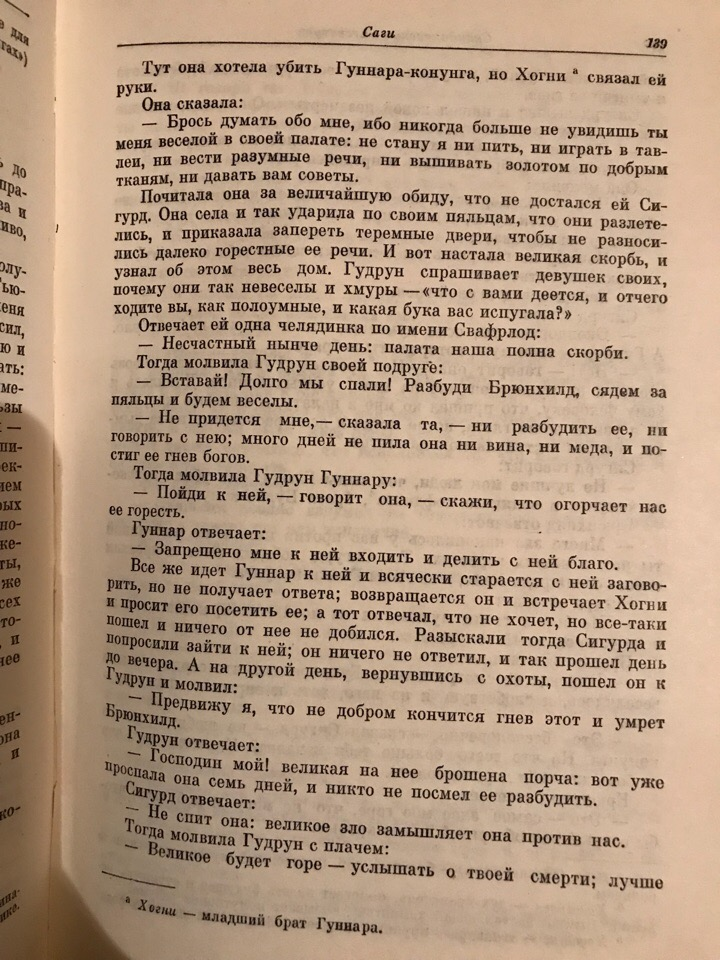 Саги
139
Тут она хотела убить Гуннара-конунга, но Хогни а связал ей
руки.
Она сказала:
— Брось думать обо мне, ибо никогда больше не увидишь ты
меня веселой в своей палате: не стану я ни пить, ни играть в тав-
леи, ни вести разумные речи, ни вышивать золотом по добрым
тканям, ни давать вам советы.
Почитала она за величайшую обиду, что не достался ей Си-
гурд. Она села и так ударила по своим пяльцам, что они разлете-
лись, и приказала запереть теремные двери, чтобы не разноси-
лись далеко горестные ее речи. И вот настала великая скорбь, и
узнал об этом весь дом. Гудрун спрашивает девушек своих,
почему они так невеселы и хмуры —«что с вами деется, и отчего
ходите вы, как полоумные, и какая бука вас испугала?»
Отвечает ей одна челядинка по имени Свафрлод:
— Несчастный нынче день: палата наша полна скорби.
Тогда молвила Гудрун своей подруге:
— Вставай! Долго мы спали! Разбуди Брюнхилд, сядем за
пяльцы и будем веселы.
— Не придется мне,— сказала та, — ни разбудить ее, ни
говорить с нею; много дней не пила она ни вина, ни меда, и по-
стиг ее гнев богов.
Тогда молвила Гудрун Гуннару:
— Пойди к ней, — говорит она, — скажи, что огорчает нас
ее горесть.
Гуннар отвечает:
— Запрещено мне к ней входить и делить с ней благо.
Все же идет Гуннар к ней и всячески старается с ней загово-
рить, но не получает ответа; возвращается он и встречает Хогни
и просит его посетить ее; а тот отвечал, что не хочет, но все-таки
пошел и ничего от нее не добился. Разыскали тогда Сигурда и
попросили зайти к ней; он ничего не ответил, и так прошел день
до вечера. А на другой день, вернувшись с охоты, пошел он к
Гудрун и молвил:
— Предвижу я, что не добром кончится гнев этот и умрет
Брюнхилд.
Гудрун отвечает:
— Господин мой! великая на нее брошена порча: вот уже
проспала она семь дней, и никто не посмел ее разбудить.
Сигурд отвечает:
— Не спит она: великое зло замышляет она против нас.
Тогда молвила Гудрун с плачем:
— Великое будет горе — услышать о твоей смерти; лучше
а Хогни — младший брат Гуннара.